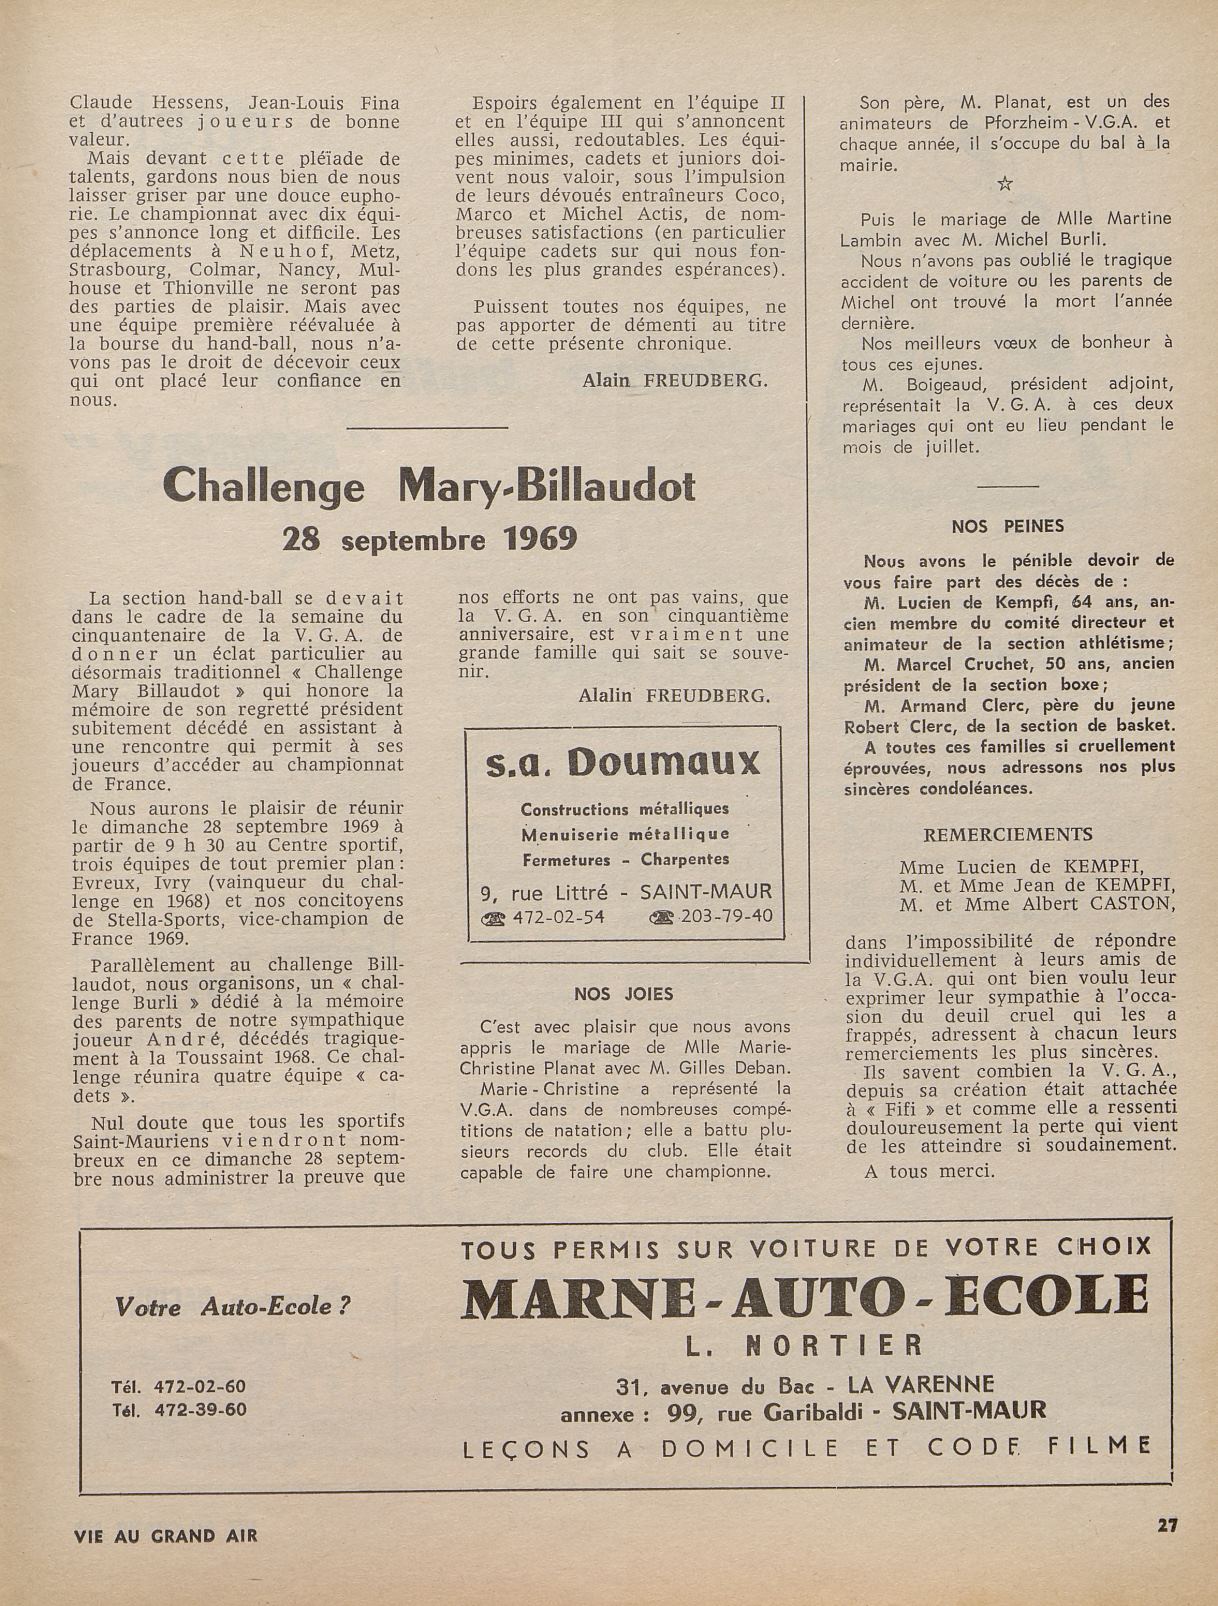 Claude Hessens, Jean-Louis Fina
et d'autrees joueurs de bonne
valeur.
Mais devant cette pléïade de
talents, gardons nous bien de nous
laisser griser par une douce eupho-
rie. Le championnat avec dix équi-
pes s'annonce long et difficile. Les
déplacements à Neuhof, Metz,
Strasbourg, Colmar, Nancy, Mul-
house et Thionville ne seront pas
des parties de plaisir. Mais avec
une équipe première réévaluée à
la bourse du hand-ball, nous n'a-
vons pas le droit de décevoir ceux
qui ont placé leur confiance en
nous.
Espoirs également en l'équipe II
et en l'équipe III qui s'annoncent
elles aussi, redoutables. Les équi-
pes minimes, cadets et juniors doi-
vent nous valoir, sous l'impulsion
de leurs dévoués entraîneurs Coco,
Marco et Michel Actis, de nom-
breuses satisfactions (en particulier
l'équipe cadets sur qui nous fon-
dons les plus grandes espérances).
Puissent toutes nos équipes, ne
pas apporter de démenti au titre
de cette présente chronique.
Alain FREUDBERG.
Challenge Mary-Billaudot
28 septembre 1969
La section hand-ball se devait
dans le cadre de la semaine du
cinquantenaire de la V. G. A. de
donner un éclat particulier au
désormais traditionnel « Challenge
Mary Billaudot » qui honore la
mémoire de son regretté président
subitement décédé en assistant à
une rencontre qui permit à ses
joueurs d'accéder au championnat
de France.
Nous aurons le plaisir de réunir
le dimanche 28 septembre 1969 à
partir de 9 h 30 au Centre sportif,
trois équipes de tout premier plan :
Evreux, Ivry (vainqueur du chal-
lenge en 1968) et nos concitoyens
de Stella-Sports, vice-champion de
France 1969.
Parallèlement au challenge Bill-
laudot, nous organisons, un « chal-
lenge Burli » dédié à la mémoire
des parents de notre sympathique
joueur André, décédés tragique-
ment à la Toussaint 1968. Ce chal-
lenge réunira quatre équipe « ca-
dets ».
Nul doute que tous les sportifs
Saint-Mauriens viendront nom-
breux en ce dimanche 28 septem-
bre nous administrer la preuve que
nos efforts ne ont pas vains, que
la V. G. A. en son cinquantième
anniversaire, est vraiment une
grande famille qui sait se souve-
nir.
Alalin FREUDBERG.
s.a. Doumaux
Constructions métalliques
Menuiserie métallique
Fermetures - Charpentes
9, rue Littré - SAINT-MAUR
☎ 472-02-54 ☎ 203-79-40
NOS JOIES
C'est avec plaisir que nous avons
appris le mariage de Mlle Marie-
Christine Planat avec M. Gilles Deban.
Marie-Christine a représenté la
V.G.A. dans de nombreuses compé-
titions de natation ; elle a battu plu-
sieurs records du club. Elle était
capable de faire une championne.
Son père, M. Planat, est un des
animateurs de Pforzheim - V.G.A. et
chaque année, il s'occupe du bal à la
mairie.
☆
Puis le mariage de Mlle Martine
Lambin avec M. Michel Burli.
Nous n'avons pas oublié le tragique
accident de voiture ou les parents de
Michel ont trouvé la mort l'année
dernière.
Nos meilleurs vœux de bonheur à
tous ces ejunes.
M. Boigeaud, président adjoint,
représentait la V. G. A. à ces deux
mariages qui ont eu lieu pendant le
mois de juillet.
NOS PEINES
Nous avons le pénible devoir de
vous faire part des décès de :
M. Lucien de Kempfi, 64 ans, an-
cien membre du comité directeur et
animateur de la section athlétisme ;
M. Marcel Cruchet, 50 ans, ancien
président de la section boxe ;
M. Armand Clerc, père du jeune
Robert Clerc, de la section de basket.
A toutes ces familles si cruellement
éprouvées, nous adressons nos plus
sincères condoléances.
REMERCIEMENTS
Mme Lucien de KEMPFI,
M. et Mme Jean de KEMPFI,
M. et Mme Albert CASTON,
dans l'impossibilité de répondre
individuellement à leurs amis de
la V.G.A. qui ont bien voulu leur
exprimer leur sympathie à l'occa-
sion du deuil cruel qui les a
frappés, adressent à chacun leurs
remerciements les plus sincères.
Ils savent combien la V. G. A.,
depuis sa création était attachée
à « Fifi » et comme elle a ressenti
douloureusement la perte qui vient
de les atteindre si soudainement.
A tous merci.
Votre Auto-Ecole ?
Tél. 472-02-60
Tél. 472-39-60
TOUS PERMIS SUR VOITURE DE VOTRE CHOIX
MARNE - AUTO - ECOLE
L. NORTIER
31, avenue du Bac - LA VARENNE
annexe : 99, rue Garibaldi - SAINT-MAUR
LEÇONS A DOMICILE ET CODE FILME
VIE AU GRAND AIR
27